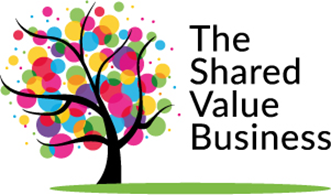 The
Shared
Value
Business